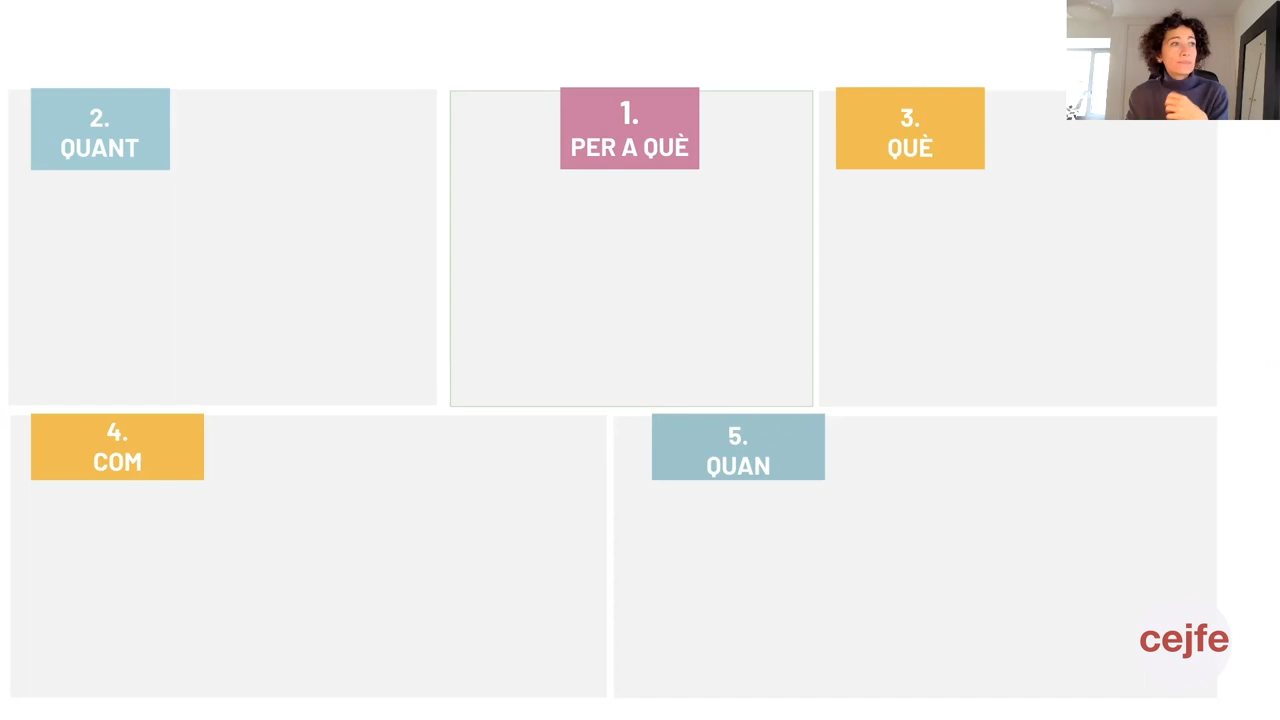 2.
QUANT
1.
PER A QUÈ
3.
QUÈ
4.
COM
5.
QUAN
cejfe